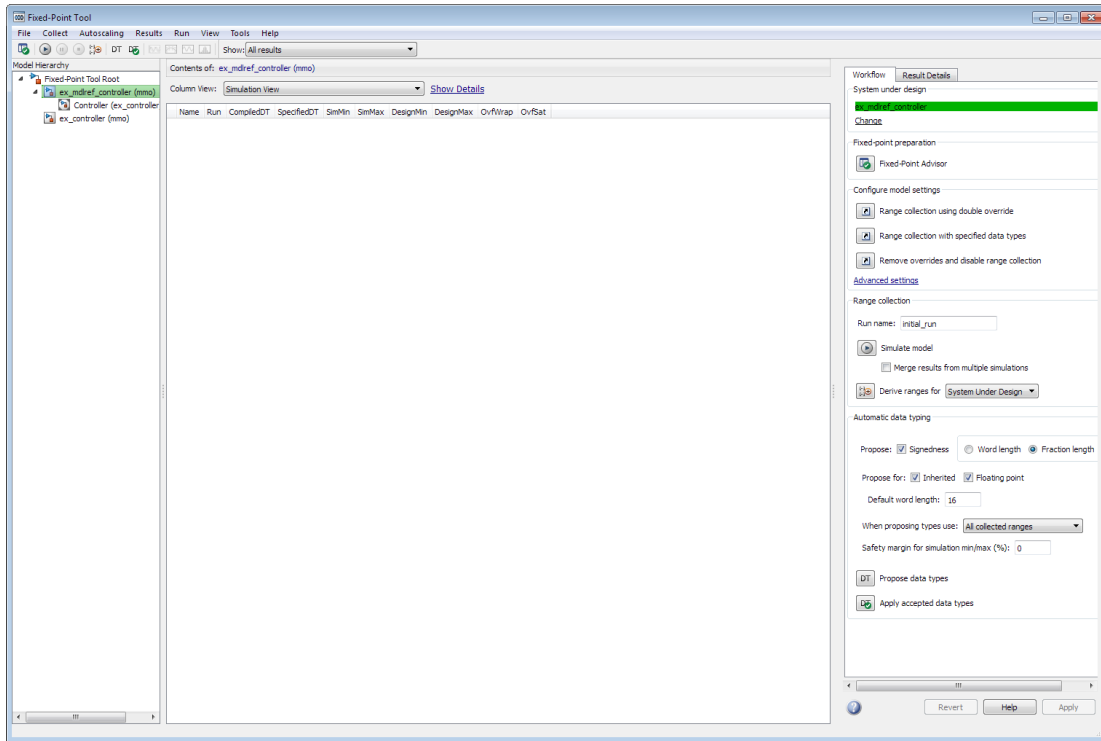 Fixed-Point Tool
File Collect Autoscaling Results Run View Tools Help
DT DT Show: All results
Model Hierarchy
Fixed-Point Tool Root
ex_mdlref_controller (mmo)
Controller (ex_controller
ex_controller (mmo)
Contents of: ex_mdlref_controller (mmo)
Column View: Simulation View Show Details
Name Run CompiledDT SpecifiedDT SimMin SimMax DesignMin DesignMax OvfWrap OvfSat
Workflow Result Details
System under design
ex_mdlref_controller
Change
Fixed-point preparation
Fixed-Point Advisor
Configure model settings
Range collection using double override
Range collection with specified data types
Remove overrides and disable range collection
Advanced settings
Range collection
Run name: initial_run
Simulate model
Merge results from multiple simulations
Derive ranges for System Under Design
Automatic data typing
Propose: Signedness Word length Fraction length
Propose for: Inherited Floating point
Default word length: 16
When proposing types use: All collected ranges
Safety margin for simulation min/max (%): 0
DT Propose data types
DT Apply accepted data types
Revert Help Apply